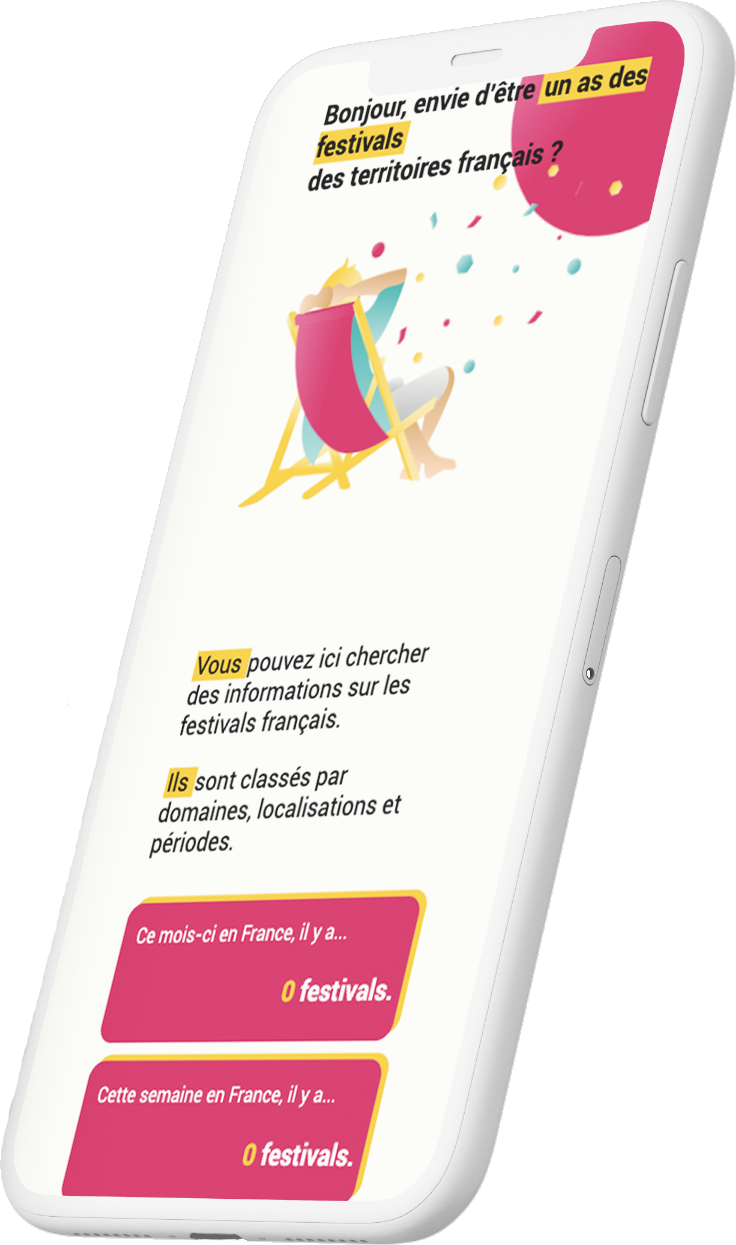 Bonjour, envie d'être un as des
festivals
des territoires français ?
Vous pouvez ici chercher
des informations sur les
festivals français.
Ils sont classés par
domaines, localisations et
périodes.
Ce mois-ci en France, il y a...
0 festivals.
Cette semaine en France, il y a...
0 festivals.